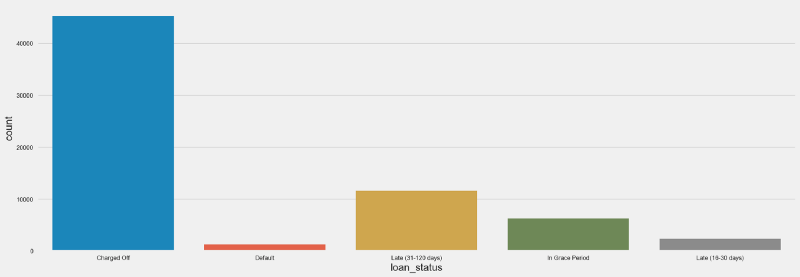 count
40000
30000
20000
10000
0
Charged Off
Default
Late (31-120 days)
In Grace Period
Late (16-30 days)
loan_status